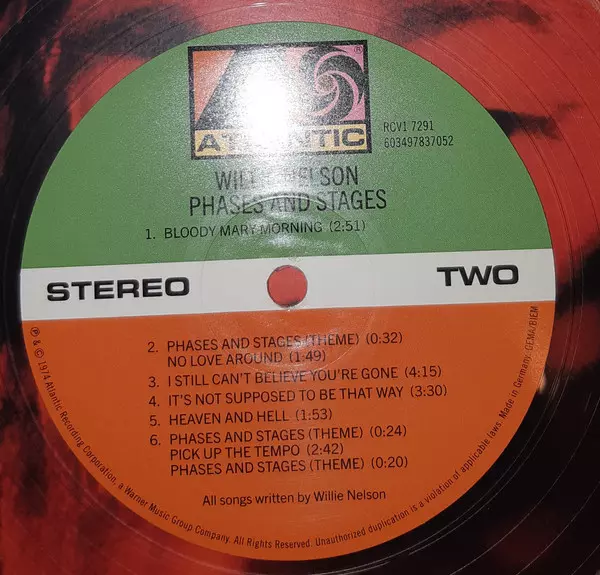 ATLANTIC
®
RCV1 7291
603497837052
WILLIE NELSON
PHASES AND STAGES
1. BLOODY MARY MORNING (2:51)
STEREO
TWO
2. PHASES AND STAGES (THEME) (0:32)
NO LOVE AROUND (1:49)
3. I STILL CAN'T BELIEVE YOU'RE GONE (4:15)
4. IT'S NOT SUPPOSED TO BE THAT WAY (3:30)
5. HEAVEN AND HELL (1:53)
6. PHASES AND STAGES (THEME) (0:24)
PICK UP THE TEMPO (2:42)
PHASES AND STAGES (THEME) (0:20)
All songs written by Willie Nelson
℗ & © 1974 Atlantic Recording Corporation, a Warner Music Group Company. All Rights Reserved. Unauthorized duplication is a violation of applicable laws. Made in Germany. GEMA/BIEM